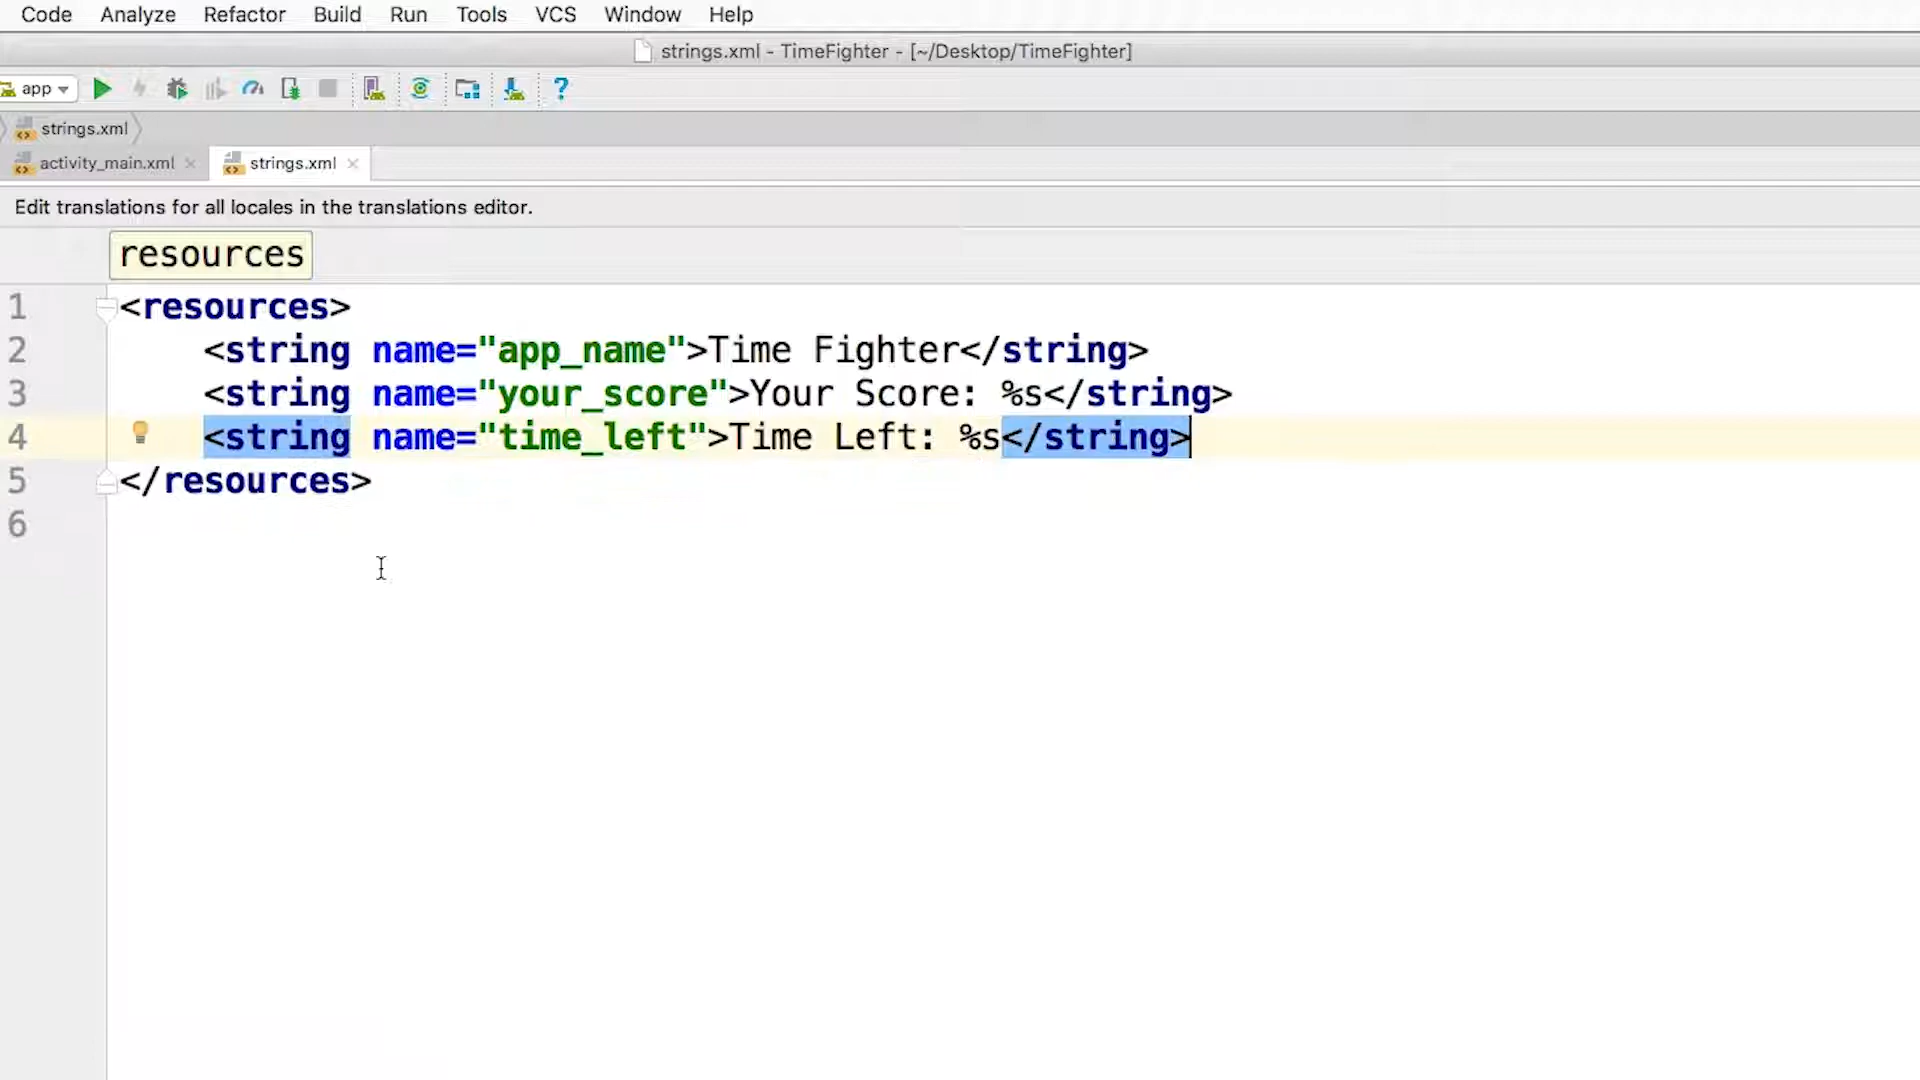 Code Analyze Refactor Build Run Tools VCS Window Help
strings.xml - TimeFighter - [~/Desktop/TimeFighter]
app ?
strings.xml
activity_main.xml strings.xml
Edit translations for all locales in the translations editor.
resources
1 <resources>
2 <string name="app_name">Time Fighter</string>
3 <string name="your_score">Your Score: %s</string>
4 <string name="time_left">Time Left: %s</string>
5 </resources>
6